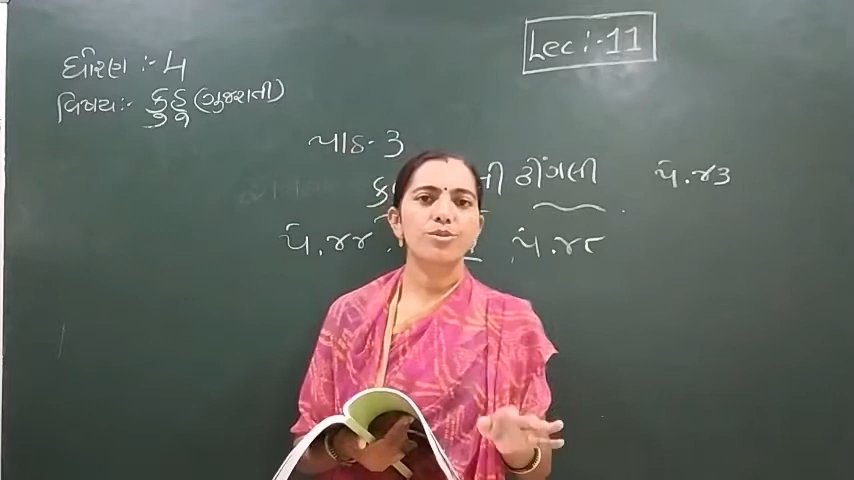 Lec :- 11
ધોરણ :- 4
વિષય:- કુહૂ (ગુજરાતી)
પાઠ- 3
ની ઢીંગલી પૃ. ૪૩
પૃ. ૪૪, પૃ. ૪૮